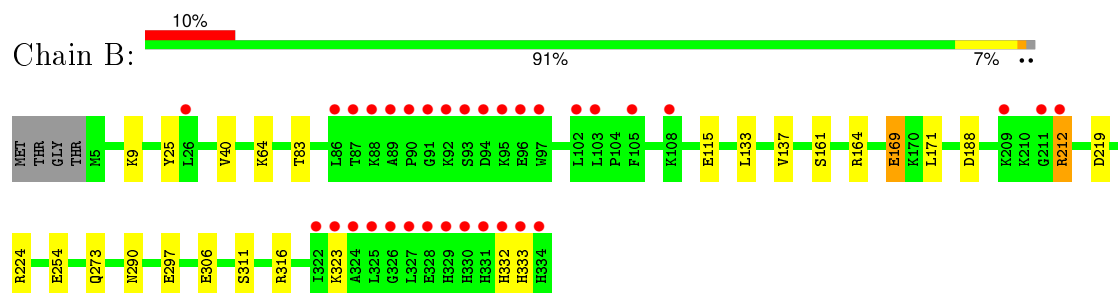 10%
Chain B:
91%
7%
••
MET THR GLY THR M5 K9 Y25 L26 V40 K64 T83 L86 T87 K88 A89 P90 G91 K92 S93 D94 K95 E96 W97 L102 L103 P104 F105 K108 E115 L133 V137 S161 R164 E169 K170 L171 D188 K209 K210 G211 R212 D219
R224 E254 Q273 N290 E297 E306 S311 R316 I322 K323 A324 L325 G326 L327 E328 H329 H330 H331 H332 H333 H334